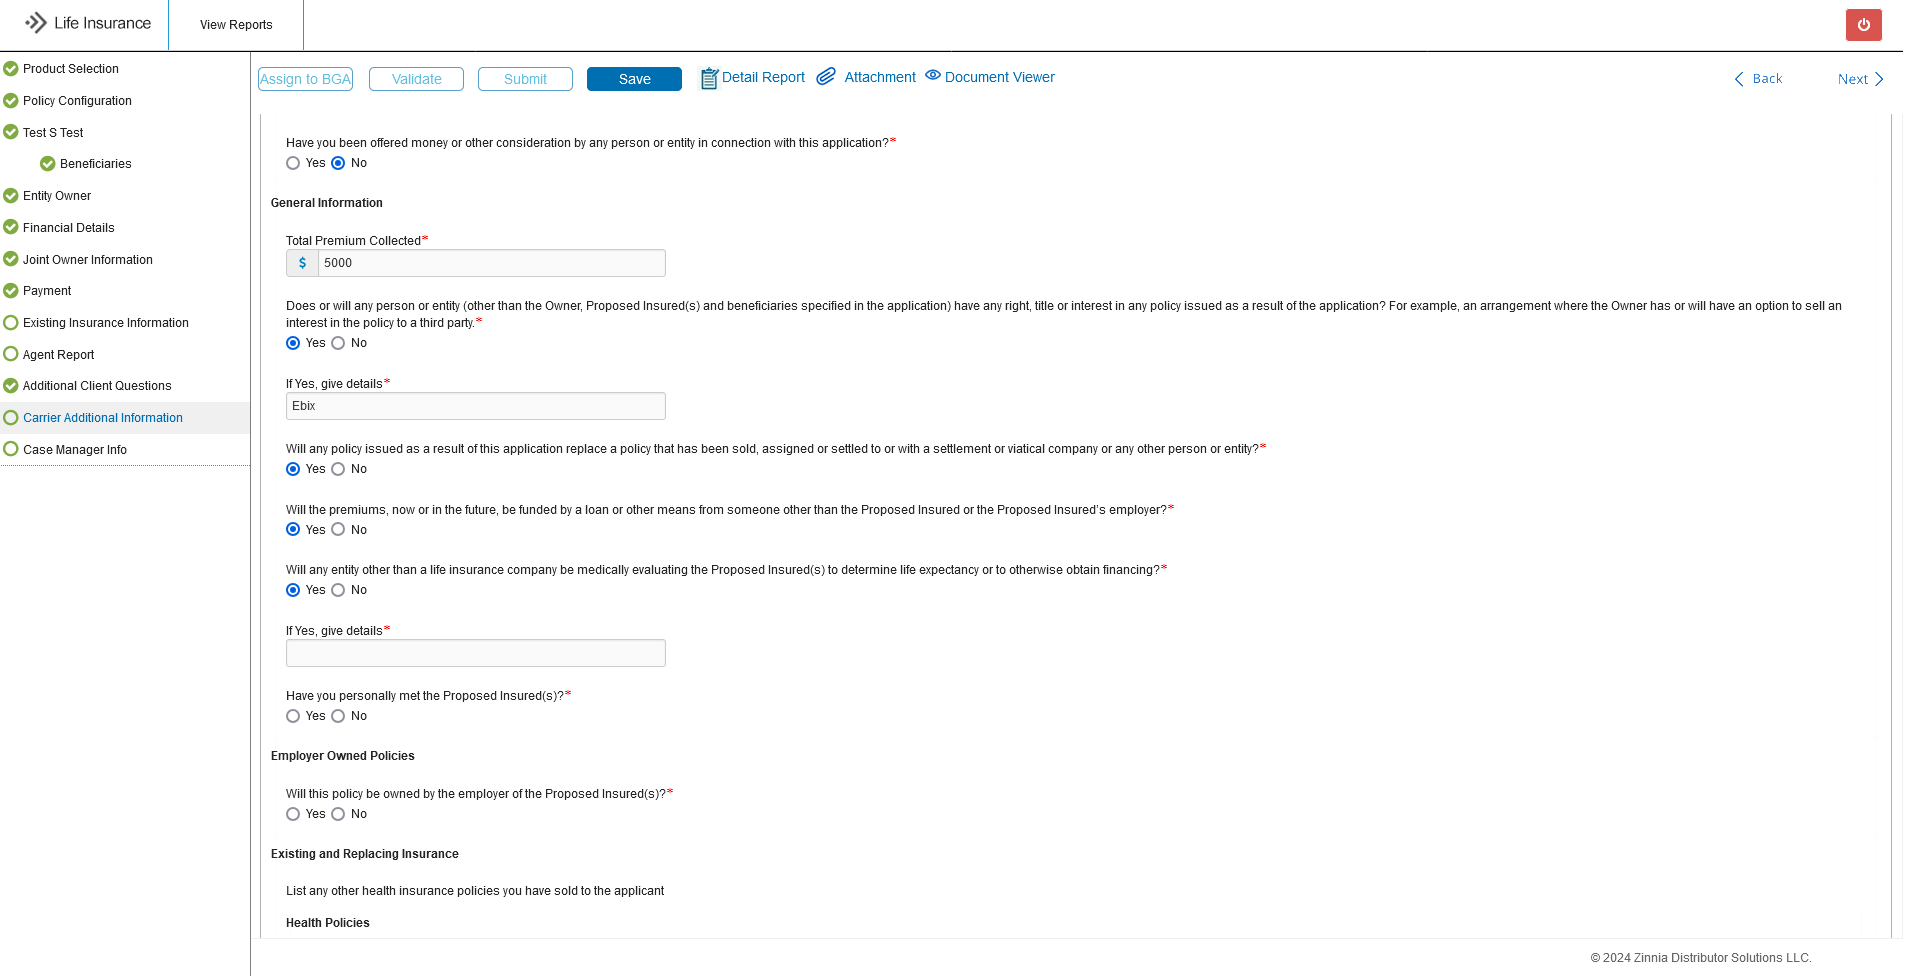 Life Insurance
View Reports
Product Selection
Policy Configuration
Test S Test
Beneficiaries
Entity Owner
Financial Details
Joint Owner Information
Payment
Existing Insurance Information
Agent Report
Additional Client Questions
Carrier Additional Information
Case Manager Info
Assign to BGA
Validate
Submit
Save
Detail Report
Attachment
Document Viewer
Back
Next
Have you been offered money or other consideration by any person or entity in connection with this application?*
Yes No
General Information
Total Premium Collected*
$ 5000
Does or will any person or entity (other than the Owner, Proposed Insured(s) and beneficiaries specified in the application) have any right, title or interest in any policy issued as a result of the application? For example, an arrangement where the Owner has or will have an option to sell an
interest in the policy to a third party.*
Yes No
If Yes, give details*
Ebix
Will any policy issued as a result of this application replace a policy that has been sold, assigned or settled to or with a settlement or viatical company or any other person or entity?*
Yes No
Will the premiums, now or in the future, be funded by a loan or other means from someone other than the Proposed Insured or the Proposed Insured's employer?*
Yes No
Will any entity other than a life insurance company be medically evaluating the Proposed Insured(s) to determine life expectancy or to otherwise obtain financing?*
Yes No
If Yes, give details*
Have you personally met the Proposed Insured(s)?*
Yes No
Employer Owned Policies
Will this policy be owned by the employer of the Proposed Insured(s)?*
Yes No
Existing and Replacing Insurance
List any other health insurance policies you have sold to the applicant
Health Policies
© 2024 Zinnia Distributor Solutions LLC.